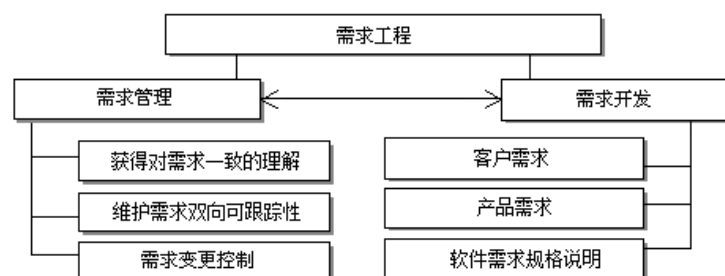 需求工程
需求管理
需求开发
获得对需求一致的理解
客户需求
维护需求双向可跟踪性
产品需求
需求变更控制
软件需求规格说明